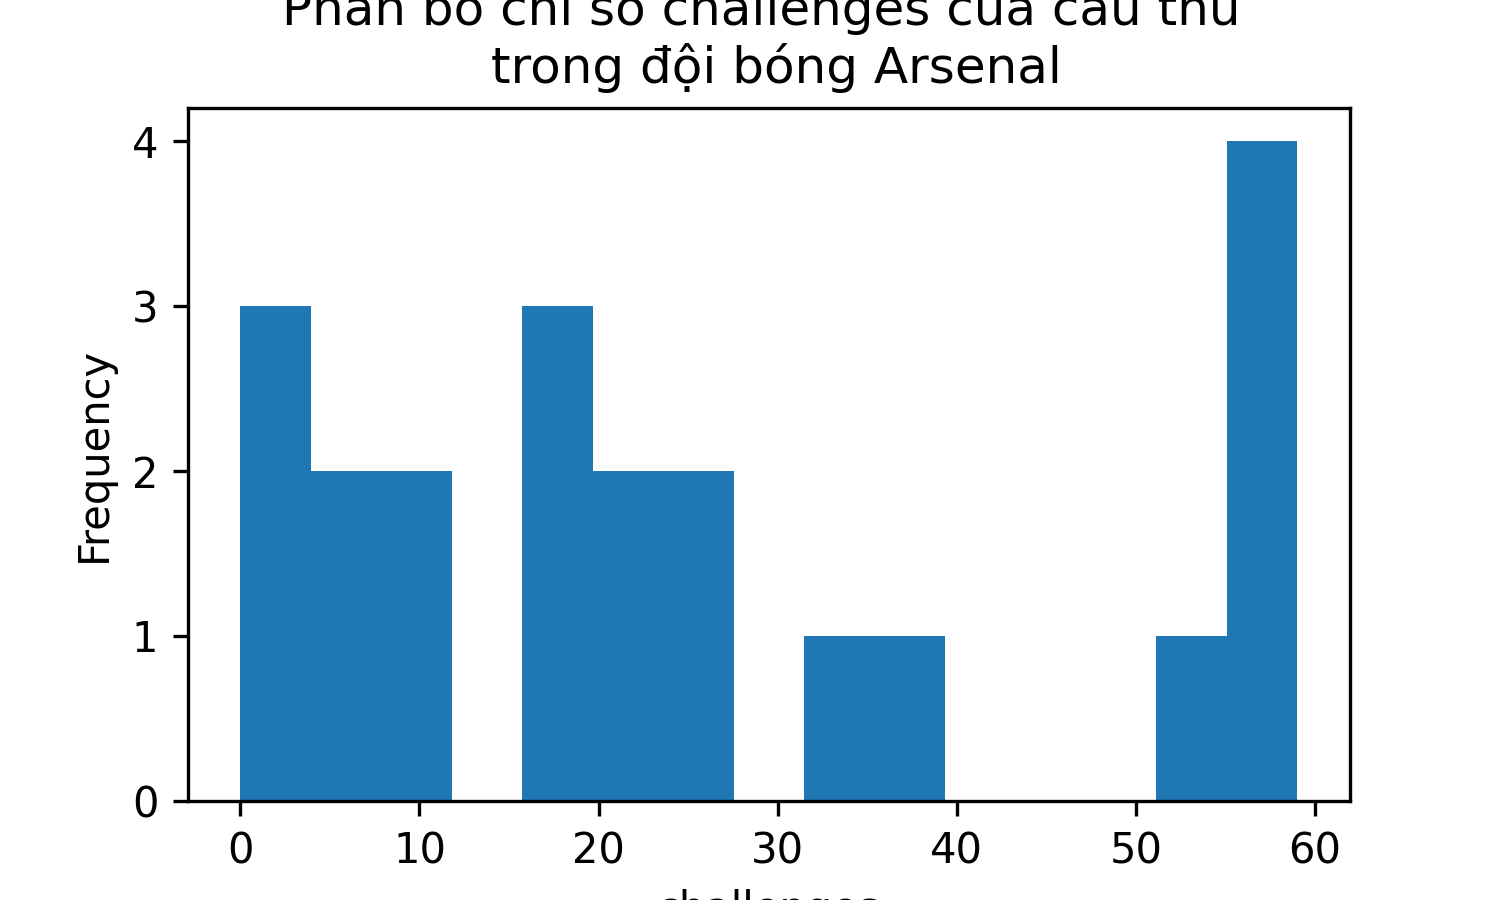 Phân bố chỉ số challenges của cầu thủ
trong đội bóng Arsenal
4
3
2
1
0
Frequency
0 10 20 30 40 50 60
challenges